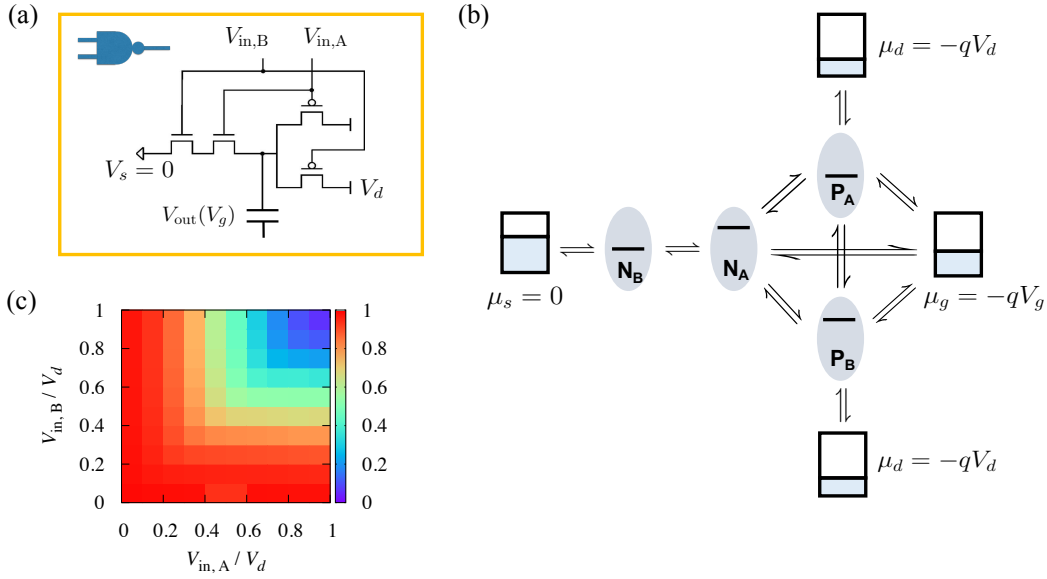 (a)
V_in,B V_in,A
V_s = 0
V_d
V_out(V_g)
(b)
μ_d = −qV_d
P_A
N_B
N_A
μ_s = 0
μ_g = −qV_g
P_B
μ_d = −qV_d
(c)
1
0.8
0.6
0.4
0.2
0
V_in,B / V_d
0 0.2 0.4 0.6 0.8 1
V_in,A / V_d
1
0.8
0.6
0.4
0.2
0